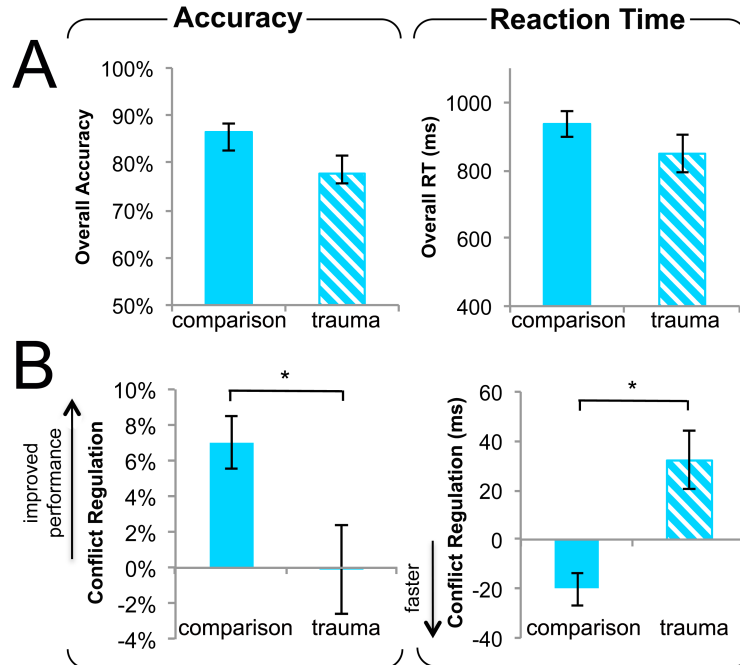 Accuracy
Reaction Time
A
100%
90%
80%
70%
60%
50%
Overall Accuracy
comparison
trauma
1000
800
600
400
Overall RT (ms)
comparison
trauma
B
improved
performance
10%
8%
6%
4%
2%
0%
-2%
-4%
Conflict Regulation
*
comparison
trauma
faster
60
40
20
0
-20
-40
Conflict Regulation (ms)
*
comparison
trauma